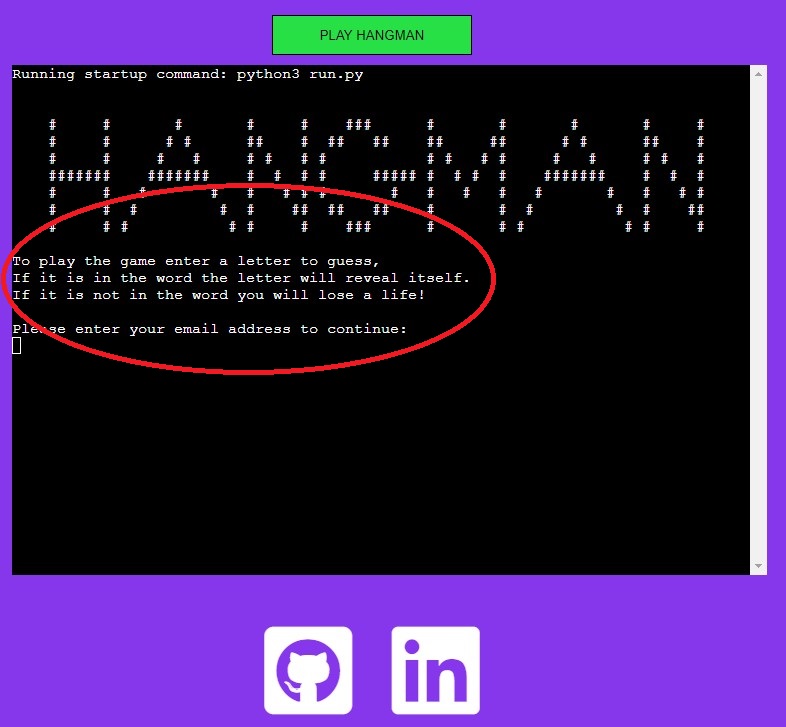 PLAY HANGMAN
Running startup command: python3 run.py
HANGMAN
To play the game enter a letter to guess,
If it is in the word the letter will reveal itself.
If it is not in the word you will lose a life!
Please enter your email address to continue:
in